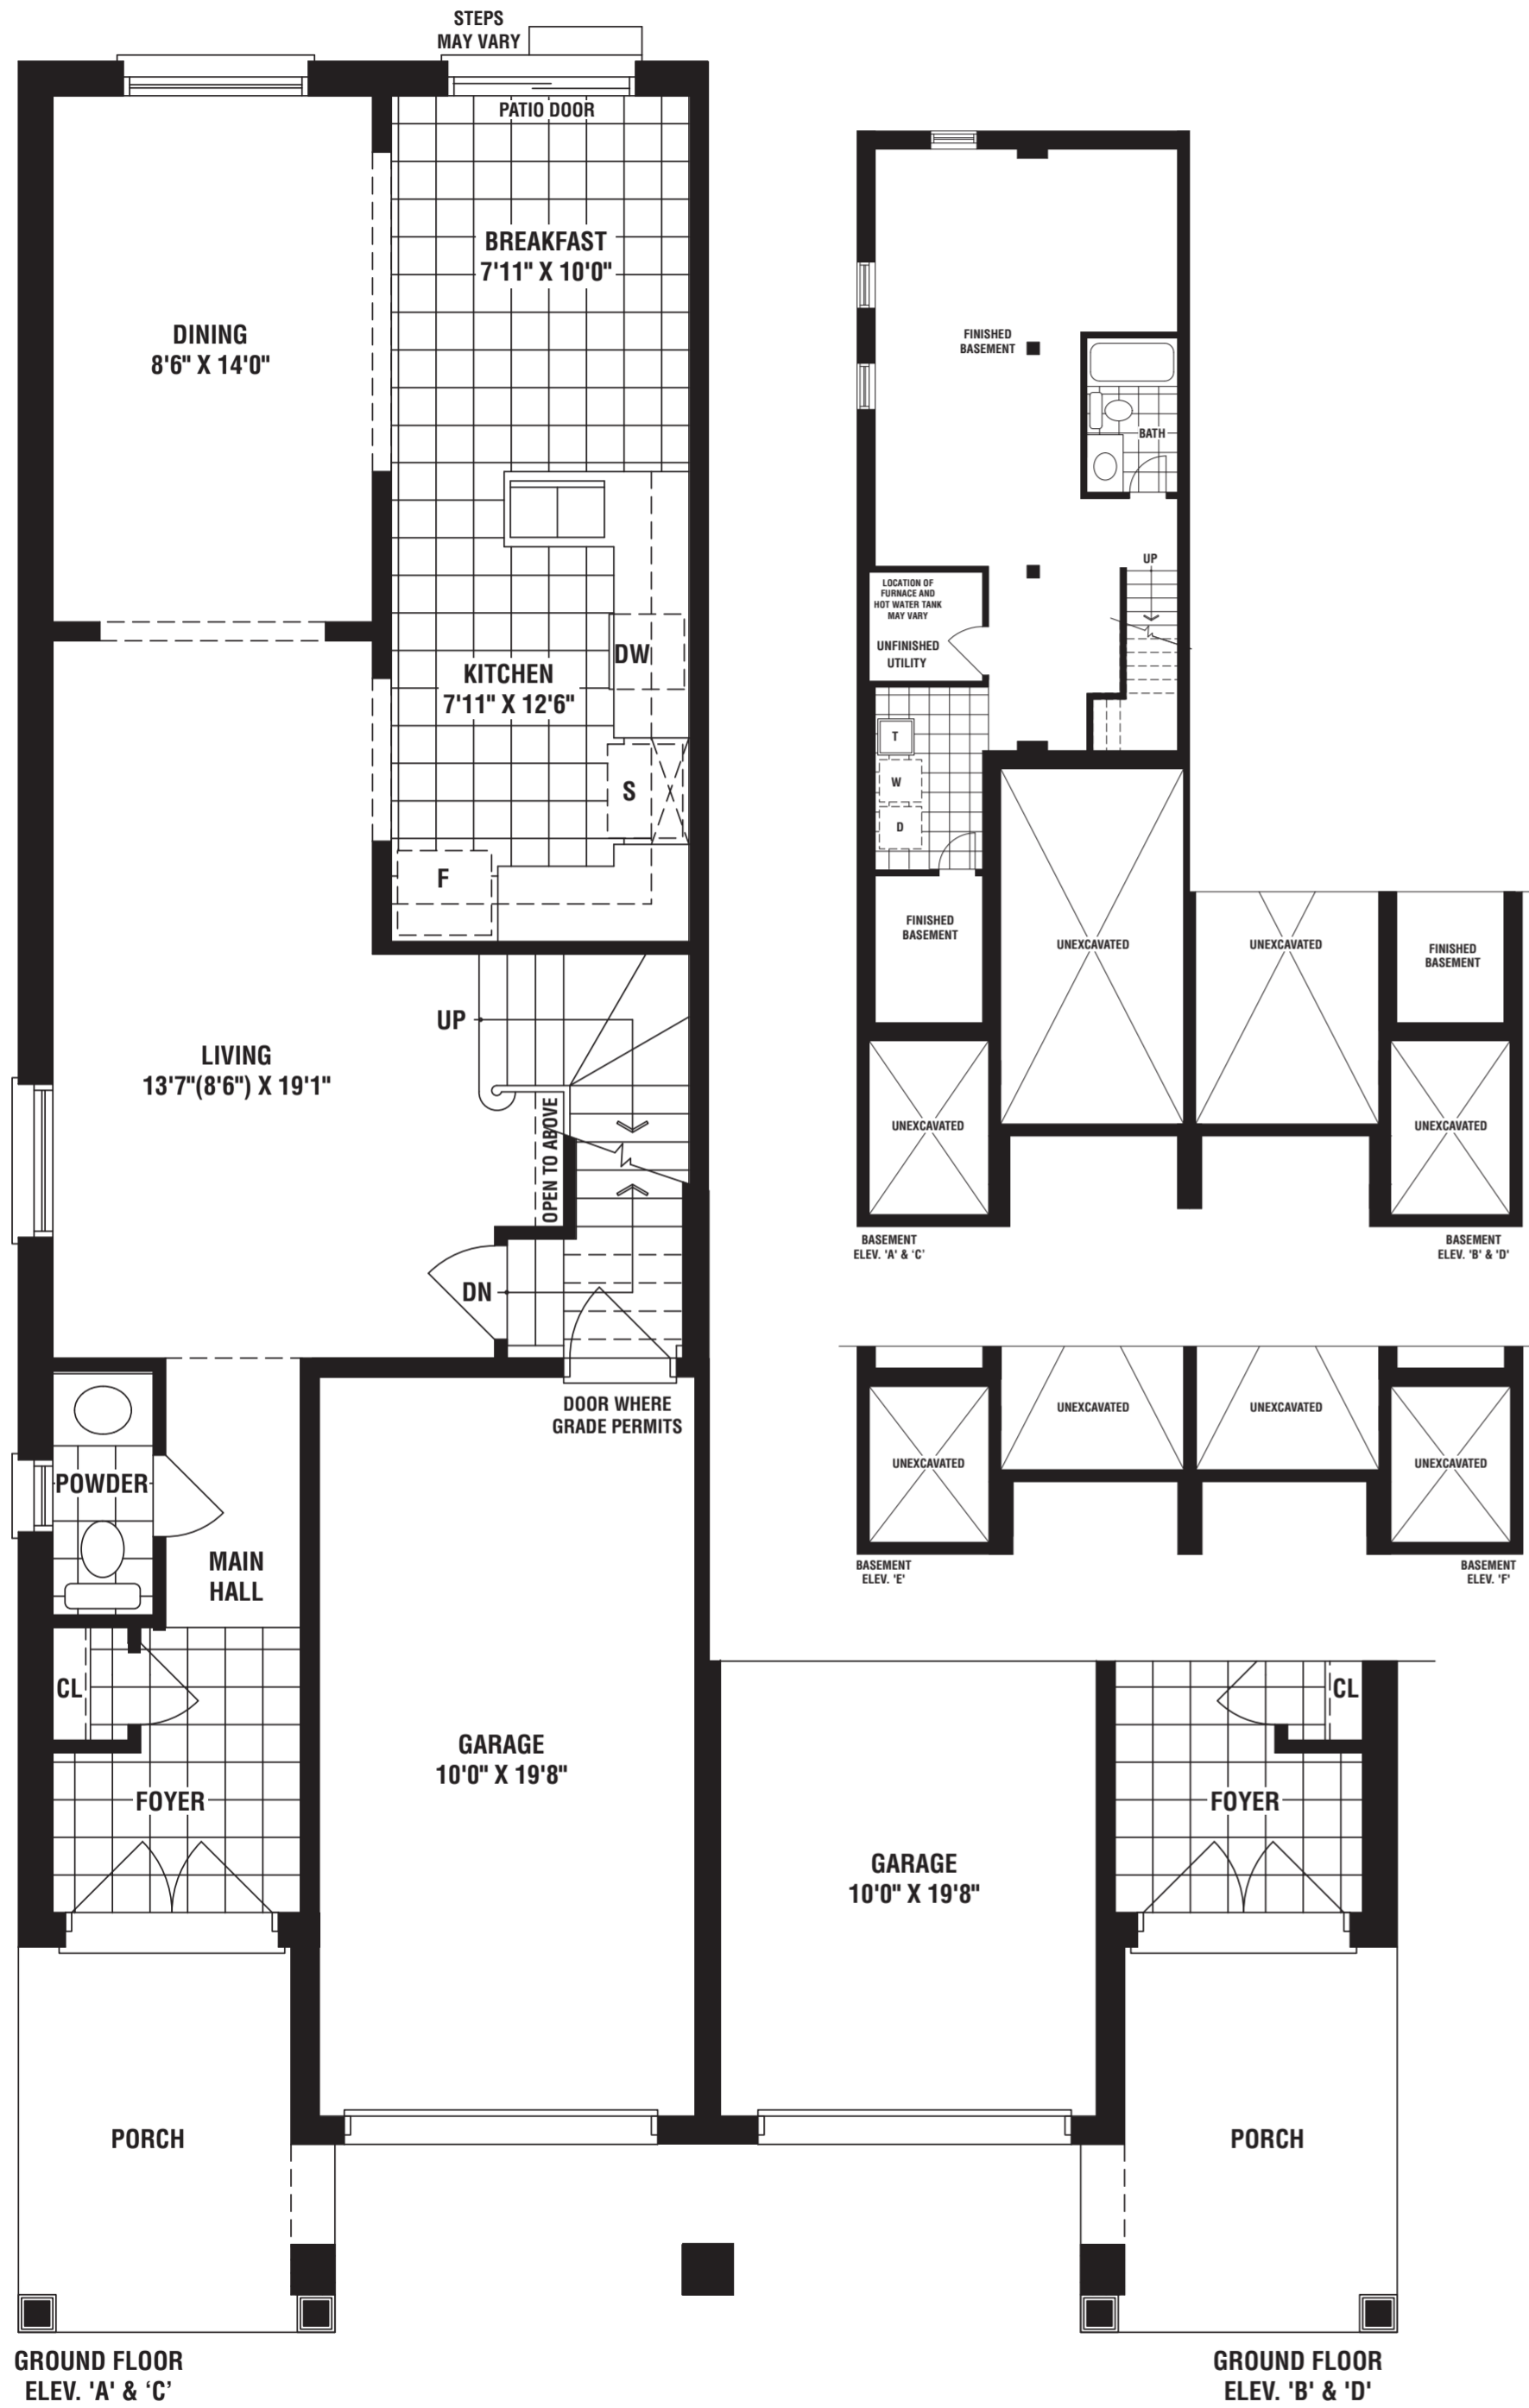 STEPS
MAY VARY
PATIO DOOR
BREAKFAST
7'11" X 10'0"
DINING
8'6" X 14'0"
DW
KITCHEN
7'11" X 12'6"
S
F
UP
LIVING
13'7"(8'6") X 19'1"
OPEN TO ABOVE
DN
DOOR WHERE
GRADE PERMITS
POWDER
MAIN
HALL
CL
FOYER
GARAGE
10'0" X 19'8"
PORCH
GROUND FLOOR
ELEV. 'A' & ‘C’
FINISHED
BASEMENT
BATH
UP
LOCATION OF
FURNACE AND
HOT WATER TANK
MAY VARY
UNFINISHED
UTILITY
T
W
D
FINISHED
BASEMENT
UNEXCAVATED
UNEXCAVATED
FINISHED
BASEMENT
UNEXCAVATED
UNEXCAVATED
BASEMENT
ELEV. 'A' & ‘C’
BASEMENT
ELEV. 'B' & 'D'
UNEXCAVATED
UNEXCAVATED
UNEXCAVATED
UNEXCAVATED
BASEMENT
ELEV. 'E'
BASEMENT
ELEV. 'F'
CL
FOYER
GARAGE
10'0" X 19'8"
PORCH
GROUND FLOOR
ELEV. 'B' & 'D'